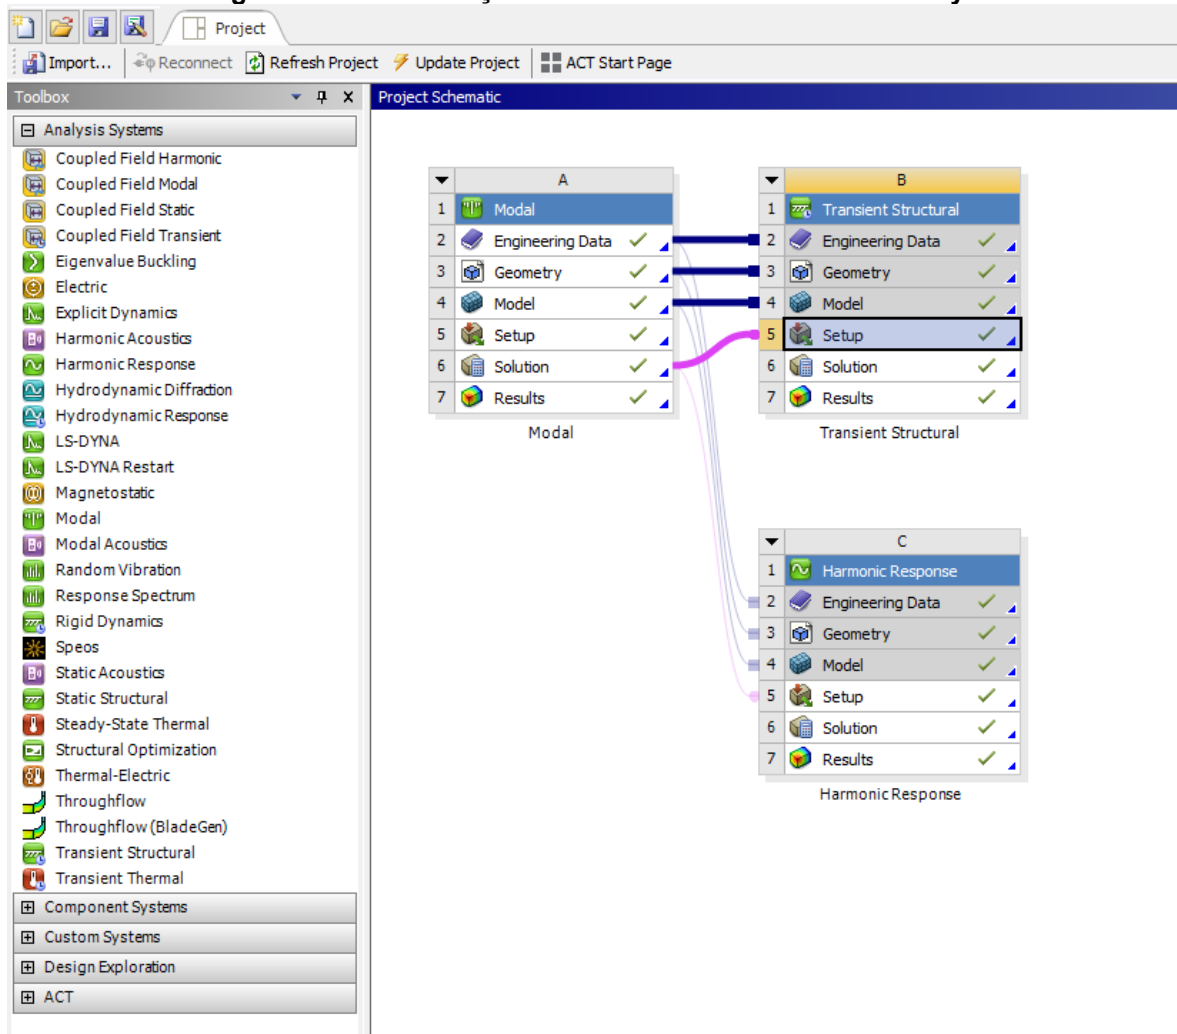 Project
Import... Reconnect Refresh Project Update Project ACT Start Page
Toolbox
Analysis Systems
Coupled Field Harmonic
Coupled Field Modal
Coupled Field Static
Coupled Field Transient
Eigenvalue Buckling
Electric
Explicit Dynamics
Harmonic Acoustics
Harmonic Response
Hydrodynamic Diffraction
Hydrodynamic Response
LS-DYNA
LS-DYNA Restart
Magnetostatic
Modal
Modal Acoustics
Random Vibration
Response Spectrum
Rigid Dynamics
Speos
Static Acoustics
Static Structural
Steady-State Thermal
Structural Optimization
Thermal-Electric
Throughflow
Throughflow (BladeGen)
Transient Structural
Transient Thermal
Component Systems
Custom Systems
Design Exploration
ACT
Project Schematic
A
1 Modal
2 Engineering Data
3 Geometry
4 Model
5 Setup
6 Solution
7 Results
Modal
B
1 Transient Structural
2 Engineering Data
3 Geometry
4 Model
5 Setup
6 Solution
7 Results
Transient Structural
C
1 Harmonic Response
2 Engineering Data
3 Geometry
4 Model
5 Setup
6 Solution
7 Results
Harmonic Response